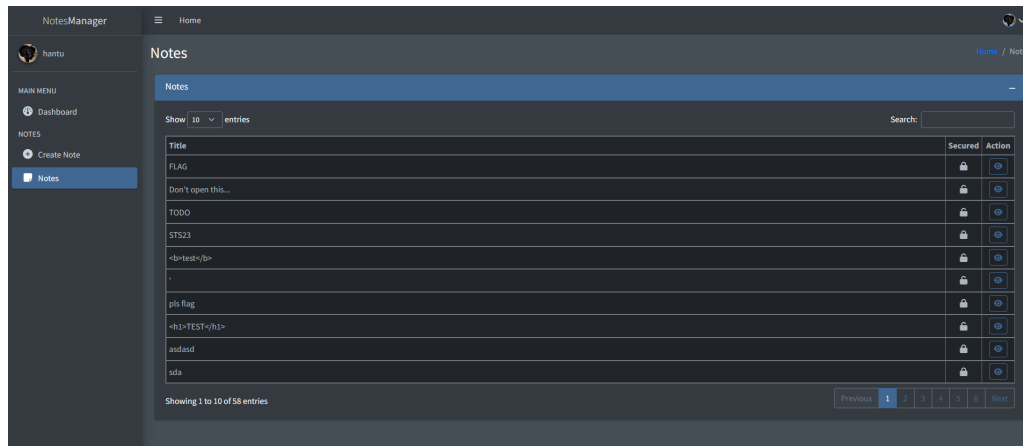 NotesManager
Home
hantu
Notes
Home / Not
MAIN MENU
Dashboard
NOTES
Create Note
Notes
Notes
Show 10 entries
Search:
Title Secured Action
FLAG
Don't open this...
TODO
STS23
<b>test</b>
pls flag
<h1>TEST</h1>
asdasd
sda
Showing 1 to 10 of 58 entries
Previous 1 2 3 4 5 6 Next